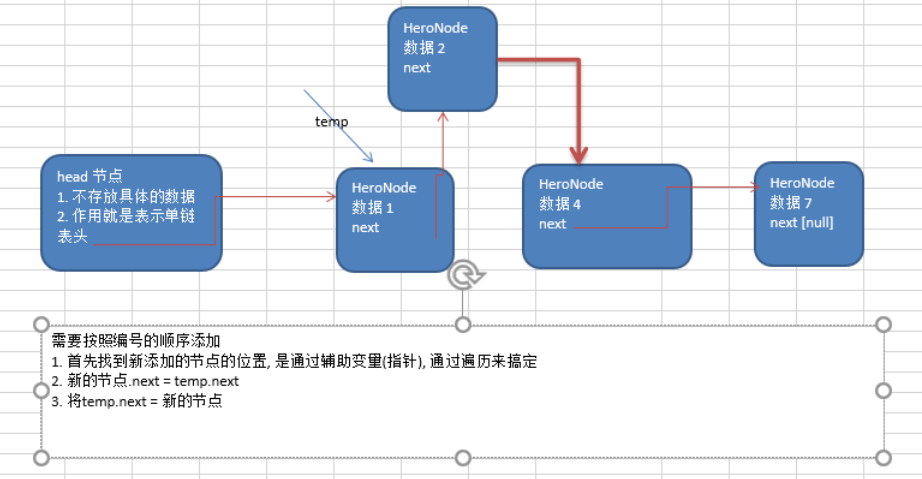 HeroNode
数据 2
next
temp
head 节点
1. 不存放具体的数据
2. 作用就是表示单链
表头
HeroNode
数据 1
next
HeroNode
数据 4
next
HeroNode
数据 7
next [null]
需要按照编号的顺序添加
1. 首先找到新添加的节点的位置, 是通过辅助变量(指针), 通过遍历来搞定
2. 新的节点.next = temp.next
3. 将temp.next = 新的节点